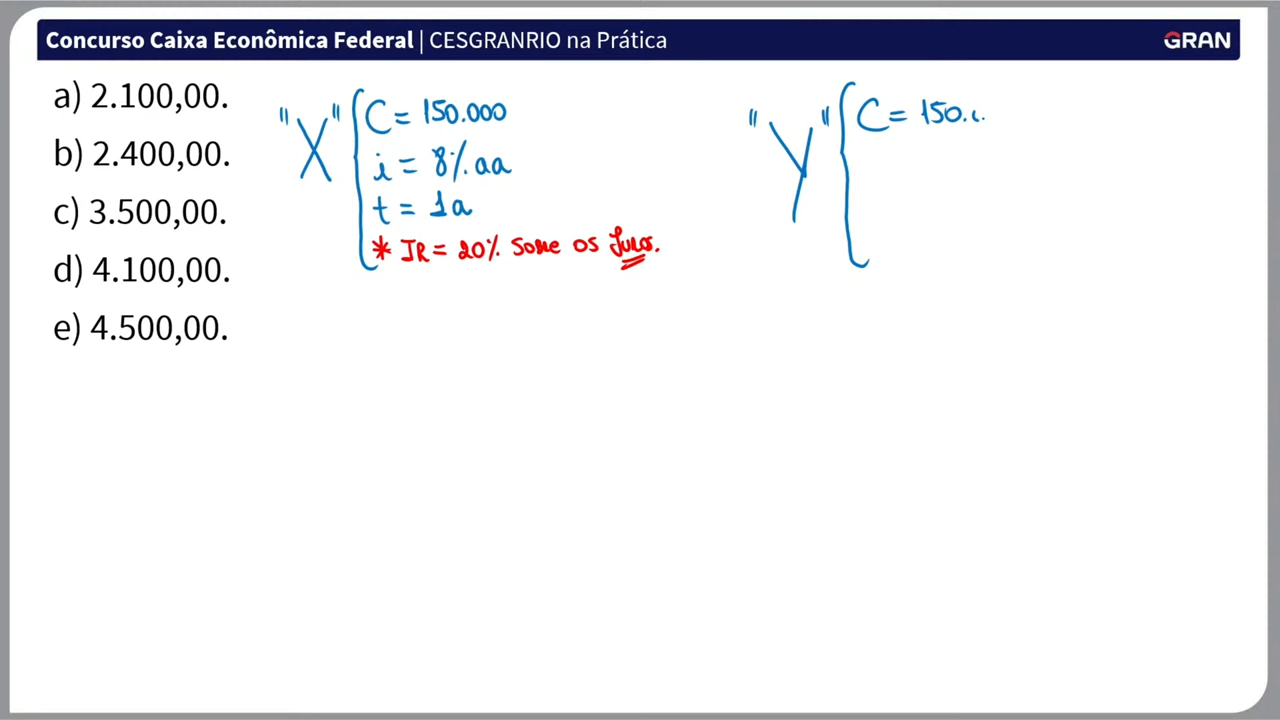 Concurso Caixa Econômica Federal | CESGRANRIO na Prática
GRAN
a) 2.100,00.
b) 2.400,00.
c) 3.500,00.
d) 4.100,00.
e) 4.500,00.
"X"
C = 150.000
i = 8% aa
t = 1a
* IR = 20% sobre os Juros.
"Y"
C = 150.